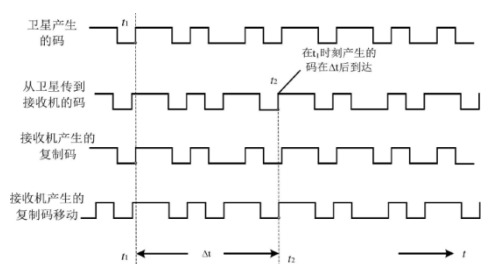 卫星产生
的码
t₁
在t₁时刻产生的
码在Δt后到达
从卫星传到
接收机的码
t₂
接收机产生的
复制码
接收机产生的
复制码移动
t₁
Δt
t₂
t